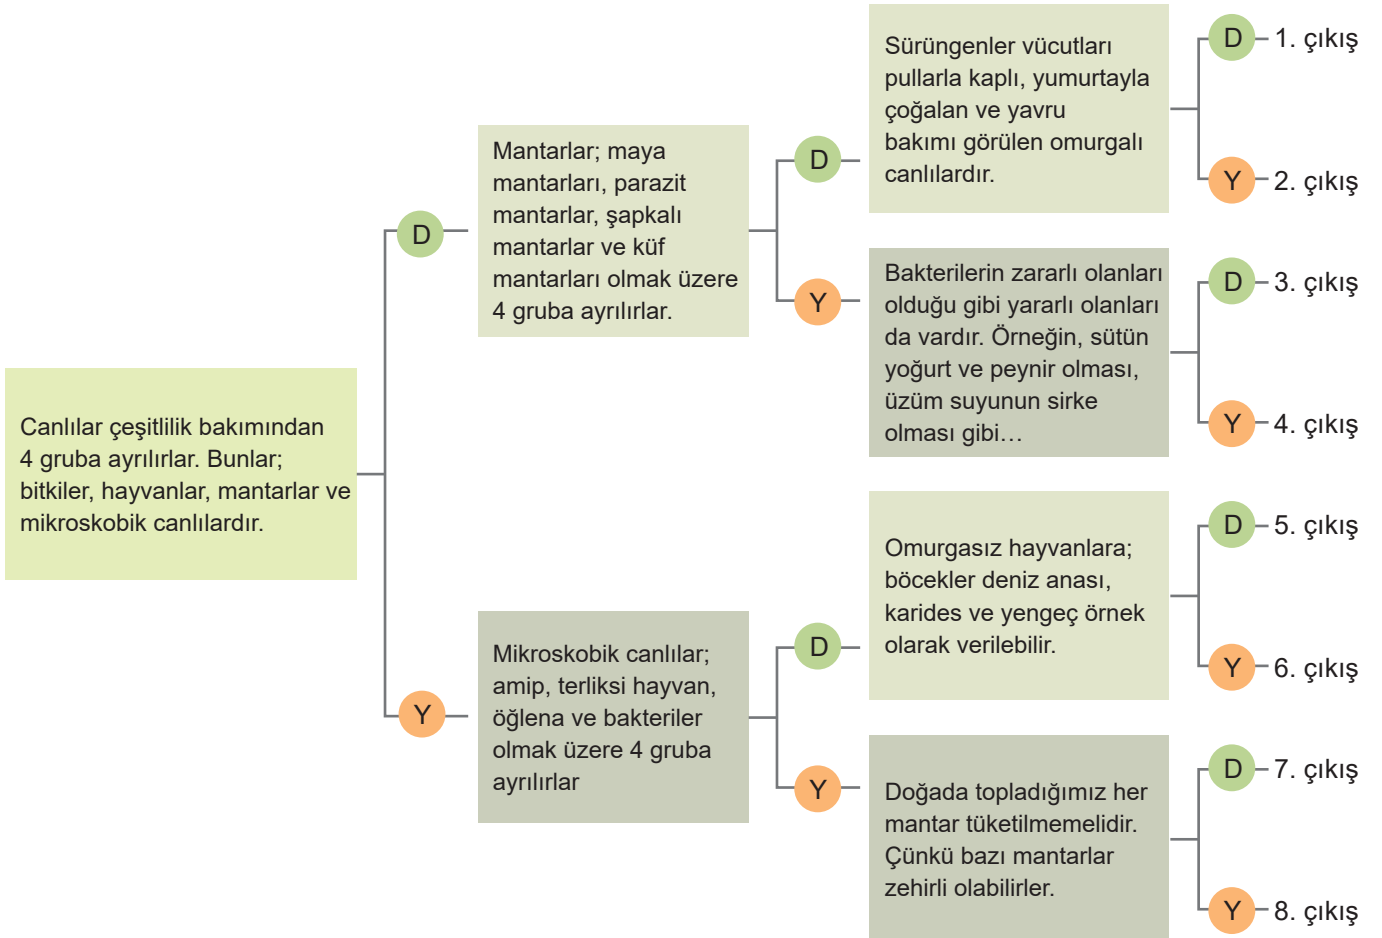 Canlılar çeşitlilik bakımından
4 gruba ayrılırlar. Bunlar;
bitkiler, hayvanlar, mantarlar ve
mikroskobik canlılardır.
D
Mantarlar; maya
mantarları, parazit
mantarlar, şapkalı
mantarlar ve küf
mantarları olmak üzere
4 gruba ayrılırlar.
D
Sürüngenler vücutları
pullarla kaplı, yumurtayla
çoğalan ve yavru
bakımı görülen omurgalı
canlılardır.
D 1. çıkış
Y 2. çıkış
Y
Bakterilerin zararlı olanları
olduğu gibi yararlı olanları
da vardır. Örneğin, sütün
yoğurt ve peynir olması,
üzüm suyunun sirke
olması gibi…
D 3. çıkış
Y 4. çıkış
Y
Mikroskobik canlılar;
amip, terliksi hayvan,
öğlena ve bakteriler
olmak üzere 4 gruba
ayrılırlar
D
Omurgasız hayvanlara;
böcekler deniz anası,
karides ve yengeç örnek
olarak verilebilir.
D 5. çıkış
Y 6. çıkış
Y
Doğada topladığımız her
mantar tüketilmemelidir.
Çünkü bazı mantarlar
zehirli olabilirler.
D 7. çıkış
Y 8. çıkış